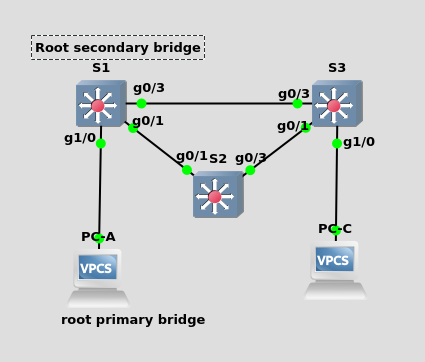 Root secondary bridge
S1
S3
g0/3
g0/3
g0/1
g0/1
g1/0
g1/0
g0/1
S2
g0/3
PC-A
PC-C
VPCS
VPCS
root primary bridge